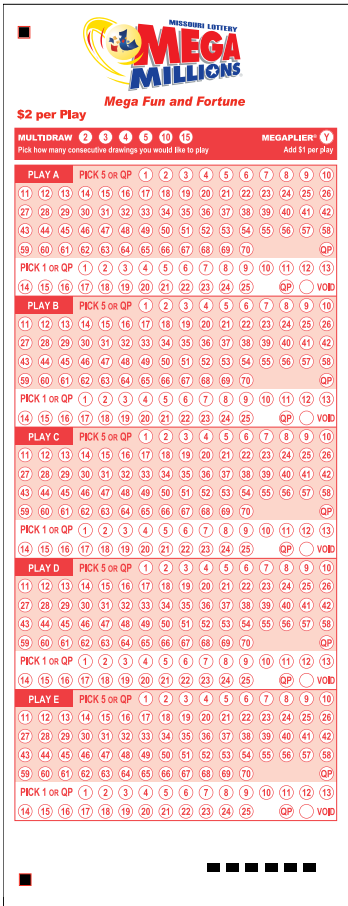 MISSOURI LOTTERY
MEGA
MILLIONS
Mega Fun and Fortune
$2 per Play
MULTIDRAW 2 3 4 5 10 15 MEGAPLIER® Y
Pick how many consecutive drawings you would like to play Add $1 per play
PLAY A PICK 5 OR QP 1 2 3 4 5 6 7 8 9 10
11 12 13 14 15 16 17 18 19 20 21 22 23 24 25 26
27 28 29 30 31 32 33 34 35 36 37 38 39 40 41 42
43 44 45 46 47 48 49 50 51 52 53 54 55 56 57 58
59 60 61 62 63 64 65 66 67 68 69 70 QP
PICK 1 OR QP 1 2 3 4 5 6 7 8 9 10 11 12 13
14 15 16 17 18 19 20 21 22 23 24 25 QP VOID
PLAY B PICK 5 OR QP 1 2 3 4 5 6 7 8 9 10
11 12 13 14 15 16 17 18 19 20 21 22 23 24 25 26
27 28 29 30 31 32 33 34 35 36 37 38 39 40 41 42
43 44 45 46 47 48 49 50 51 52 53 54 55 56 57 58
59 60 61 62 63 64 65 66 67 68 69 70 QP
PICK 1 OR QP 1 2 3 4 5 6 7 8 9 10 11 12 13
14 15 16 17 18 19 20 21 22 23 24 25 QP VOID
PLAY C PICK 5 OR QP 1 2 3 4 5 6 7 8 9 10
11 12 13 14 15 16 17 18 19 20 21 22 23 24 25 26
27 28 29 30 31 32 33 34 35 36 37 38 39 40 41 42
43 44 45 46 47 48 49 50 51 52 53 54 55 56 57 58
59 60 61 62 63 64 65 66 67 68 69 70 QP
PICK 1 OR QP 1 2 3 4 5 6 7 8 9 10 11 12 13
14 15 16 17 18 19 20 21 22 23 24 25 QP VOID
PLAY D PICK 5 OR QP 1 2 3 4 5 6 7 8 9 10
11 12 13 14 15 16 17 18 19 20 21 22 23 24 25 26
27 28 29 30 31 32 33 34 35 36 37 38 39 40 41 42
43 44 45 46 47 48 49 50 51 52 53 54 55 56 57 58
59 60 61 62 63 64 65 66 67 68 69 70 QP
PICK 1 OR QP 1 2 3 4 5 6 7 8 9 10 11 12 13
14 15 16 17 18 19 20 21 22 23 24 25 QP VOID
PLAY E PICK 5 OR QP 1 2 3 4 5 6 7 8 9 10
11 12 13 14 15 16 17 18 19 20 21 22 23 24 25 26
27 28 29 30 31 32 33 34 35 36 37 38 39 40 41 42
43 44 45 46 47 48 49 50 51 52 53 54 55 56 57 58
59 60 61 62 63 64 65 66 67 68 69 70 QP
PICK 1 OR QP 1 2 3 4 5 6 7 8 9 10 11 12 13
14 15 16 17 18 19 20 21 22 23 24 25 QP VOID